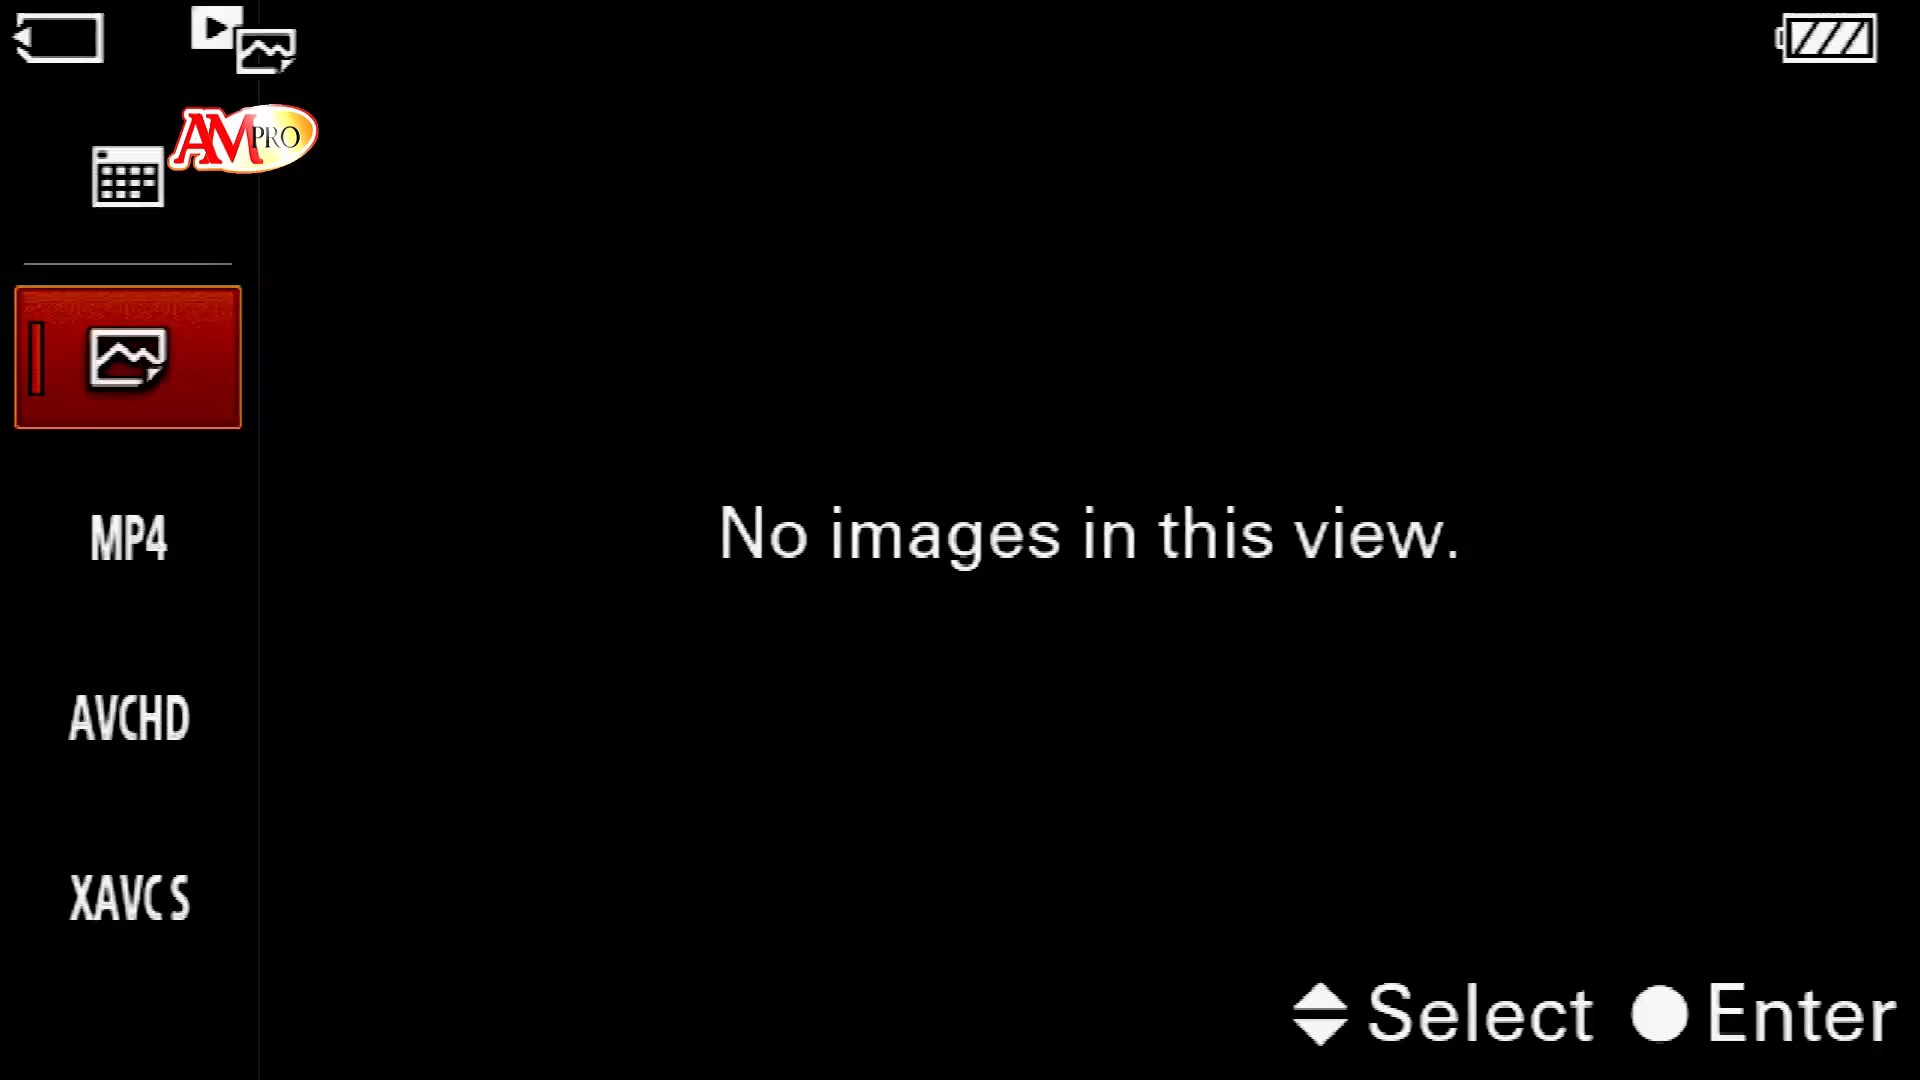 AM PRO
No images in this view.
MP4
AVCHD
XAVC S
Select Enter